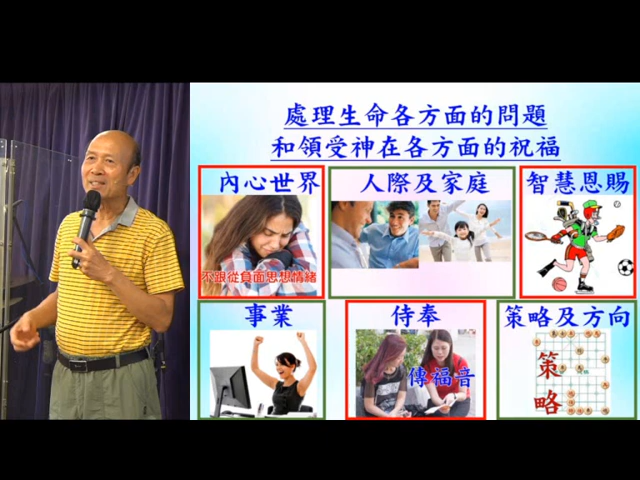 處理生命各方面的問題
和領受神在各方面的祝福
內心世界
人際及家庭
智慧恩賜
不跟從負面思想情緒
事業
侍奉
策略及方向
傳福音
策略